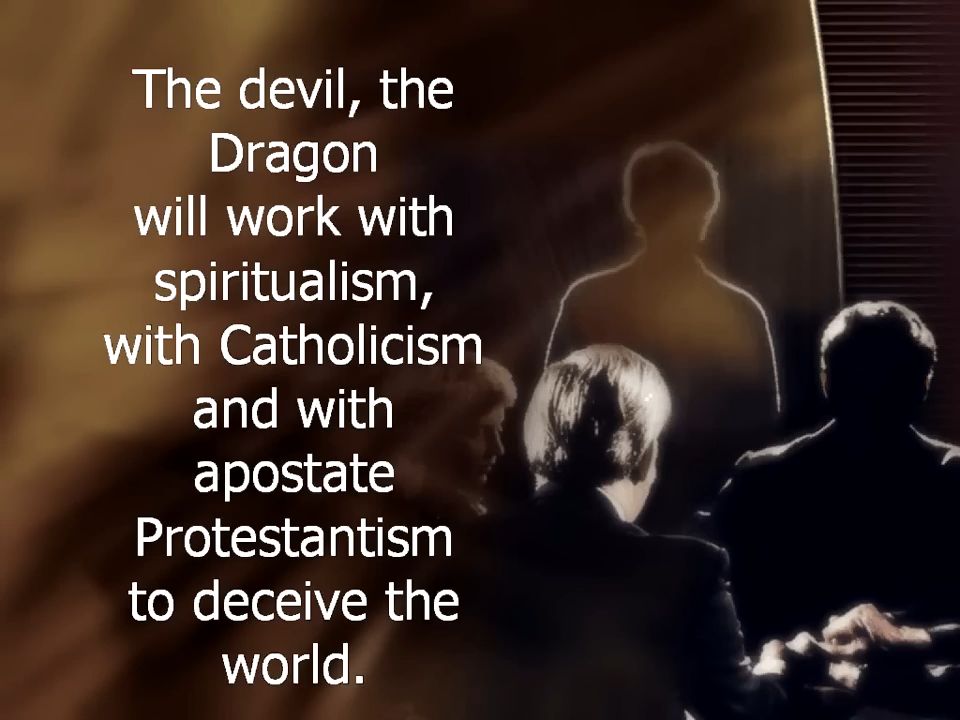 The devil, the
Dragon
will work with
spiritualism,
with Catholicism
and with
apostate
Protestantism
to deceive the
world.